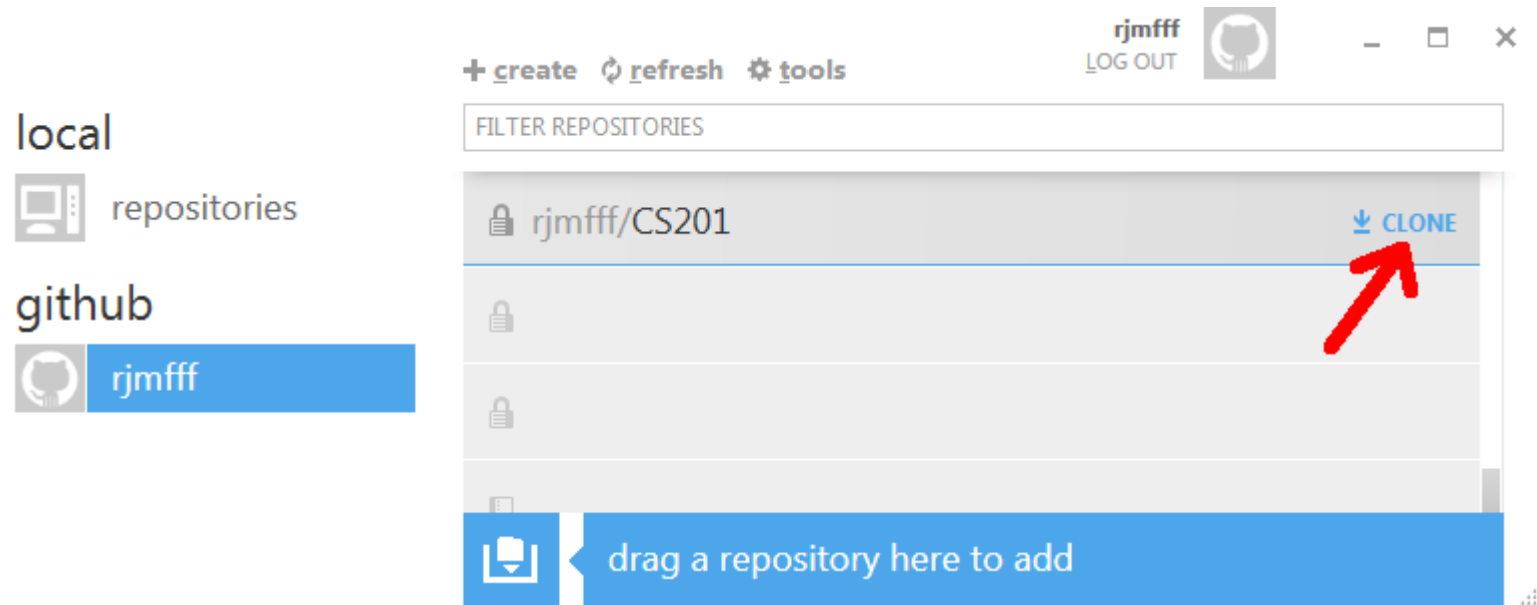 rjmfff
LOG OUT
create refresh tools
FILTER REPOSITORIES
local
repositories
github
rjmfff
rjmfff/CS201
CLONE
drag a repository here to add